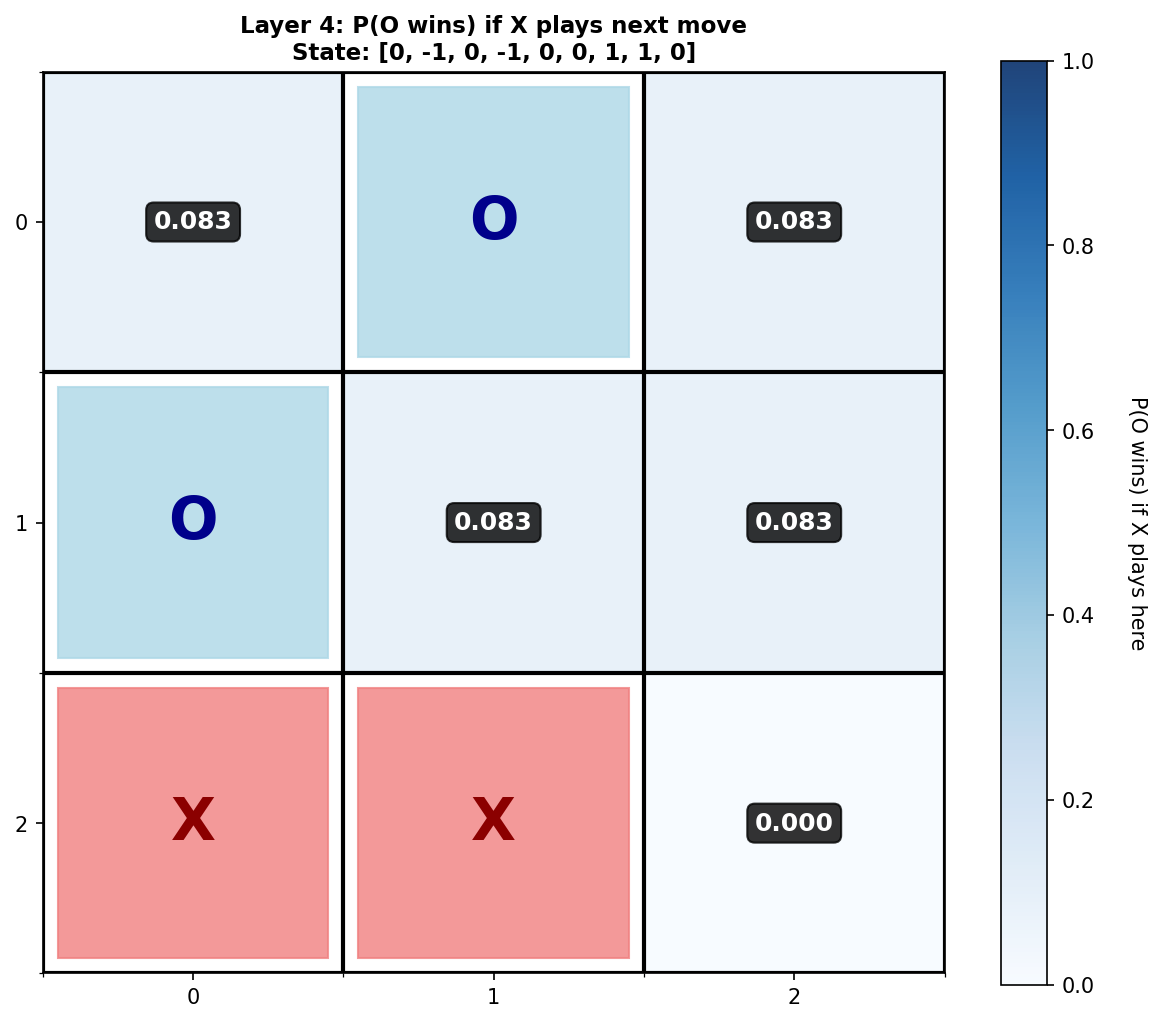 Layer 4: P(O wins) if X plays next move
State: [0, -1, 0, -1, 0, 0, 1, 1, 0]
0
0.083
O
0.083
1
O
0.083
0.083
2
X
X
0.000
0
1
2
1.0
0.8
0.6
0.4
0.2
0.0
P(O wins) if X plays here